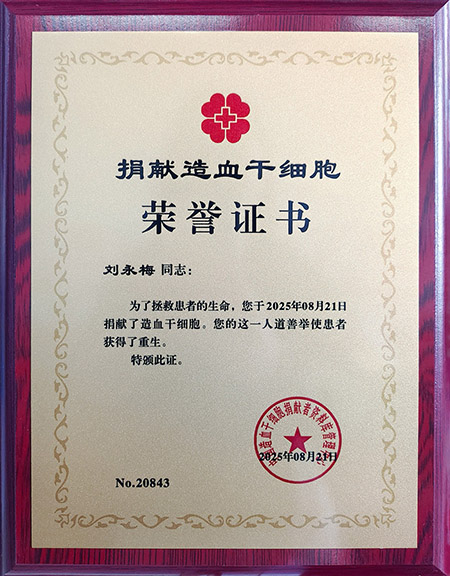 捐献造血干细胞
荣誉证书
刘永梅 同志：
为了拯救患者的生命，您于2025年08月21日
捐献了造血干细胞。您的这一人道善举使患者
获得了重生。
特颁此证。
造血干细胞捐献者资料库管理
2025年08月21日
No.20843